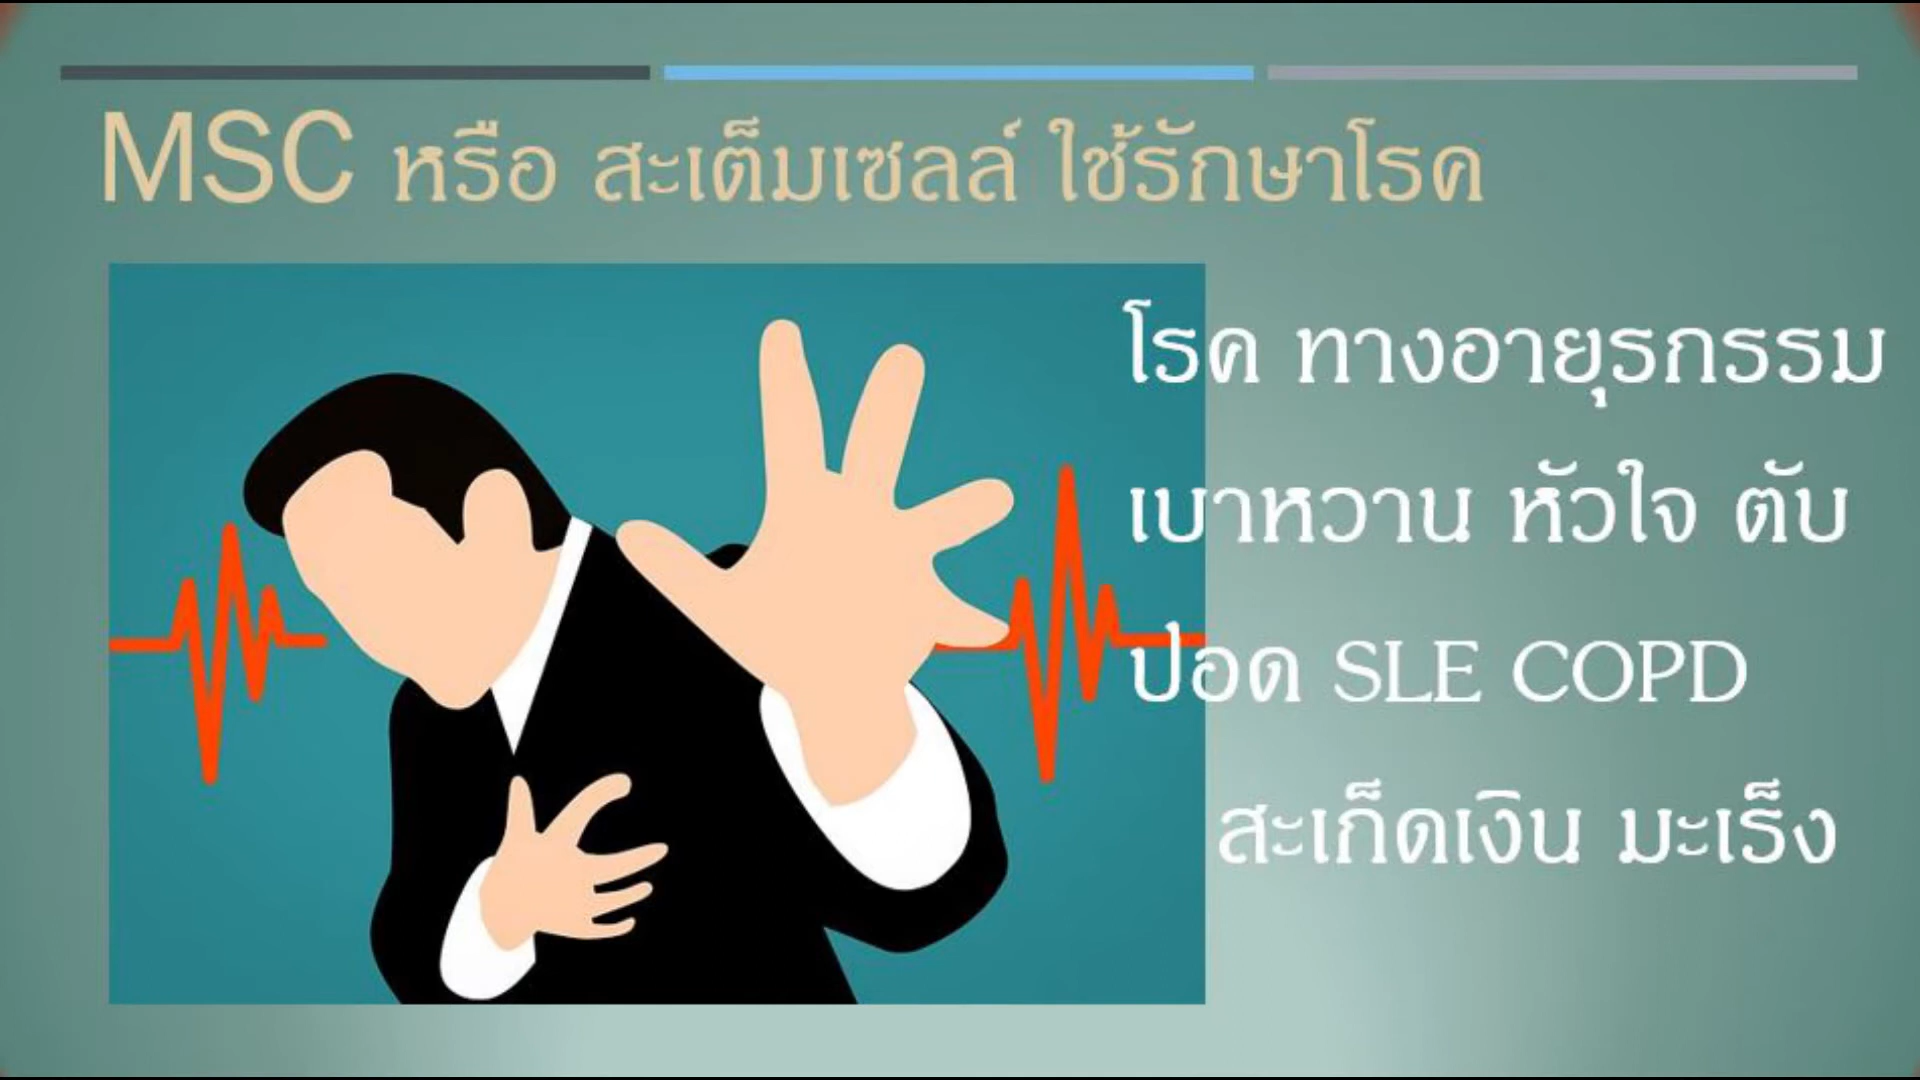 MSC หรือ สะเต็มเซลล์ ใช้รักษาโรค
โรค ทางอายุรกรรม
เบาหวาน หัวใจ ตับ
ปอด SLE COPD
สะเก็ดเงิน มะเร็ง